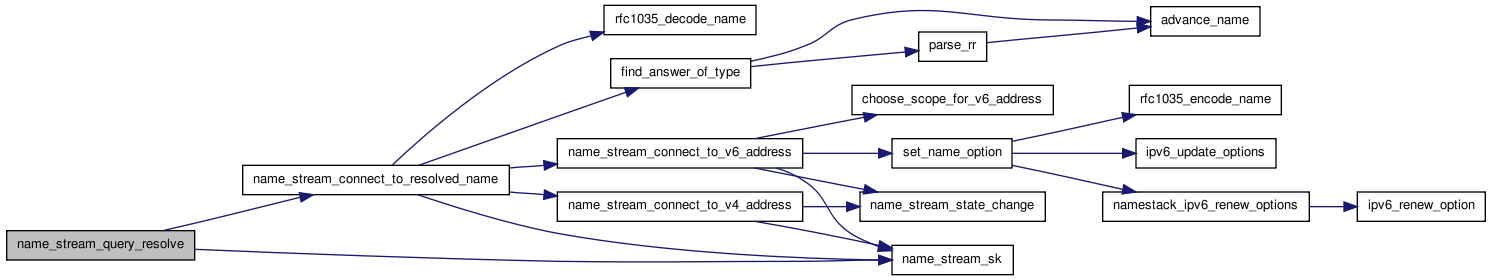 rfc1035_decode_name
advance_name
parse_rr
find_answer_of_type
choose_scope_for_v6_address
rfc1035_encode_name
name_stream_connect_to_v6_address
set_name_option
ipv6_update_options
name_stream_connect_to_resolved_name
name_stream_connect_to_v4_address
name_stream_state_change
namestack_ipv6_renew_options
ipv6_renew_option
name_stream_query_resolve
name_stream_sk